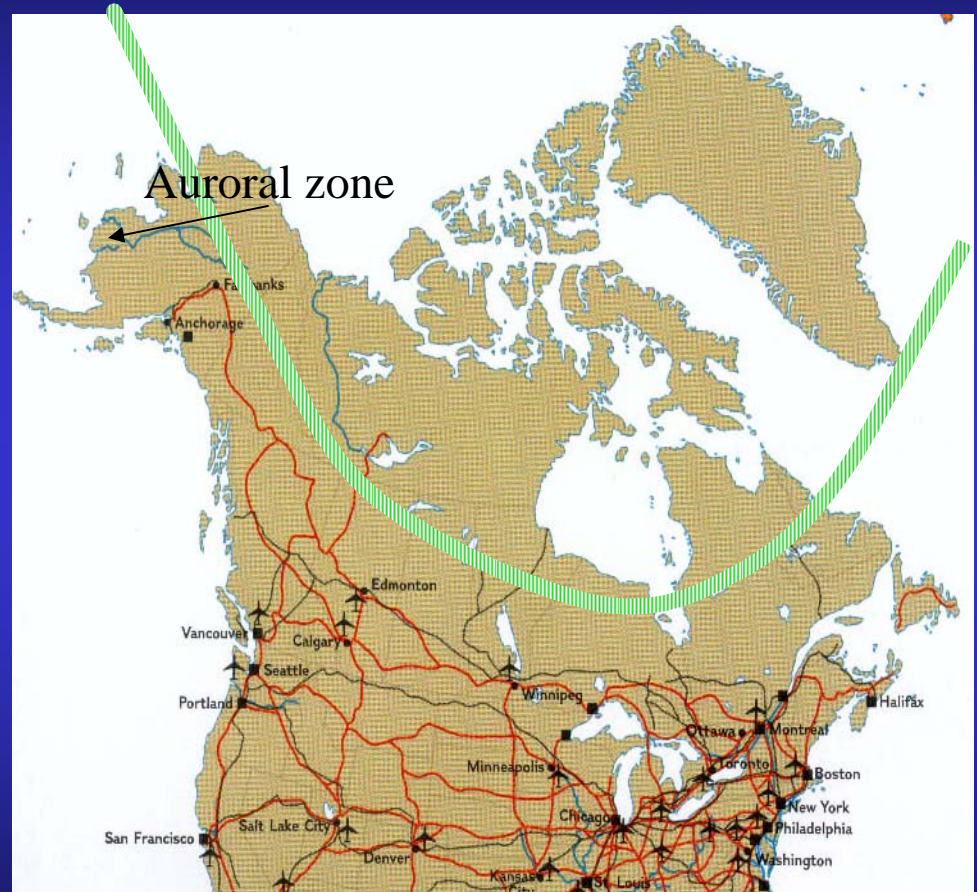 Auroral zone
Fairbanks
Anchorage
Edmonton
Vancouver
Calgary
Seattle
Winnipeg
Portland
Halifax
Ottawa
Montreal
Minneapolis
Toronto
Boston
New York
Chicago
Salt Lake City
Philadelphia
San Francisco
Denver
Washington
Kansas
City
St. Louis